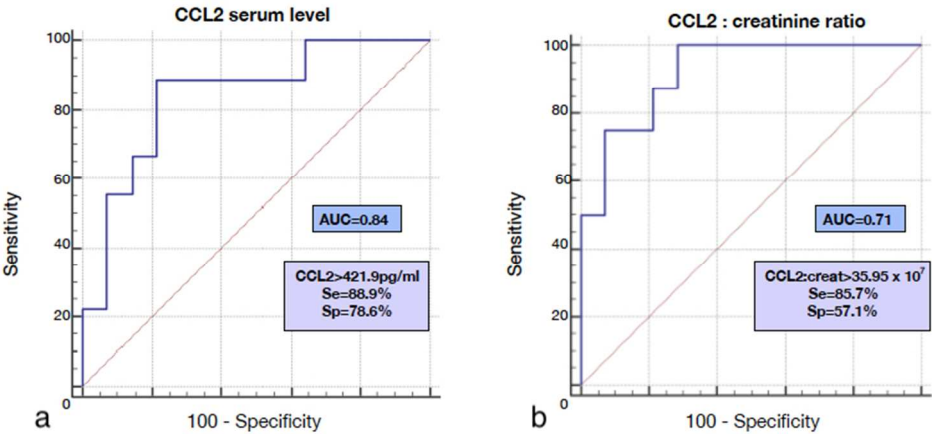 CCL2 serum level
100
80
60
40
20
0
Sensitivity
AUC=0.84
CCL2>421.9pg/ml
Se=88.9%
Sp=78.6%
a
100 - Specificity
CCL2 : creatinine ratio
100
80
60
40
20
0
Sensitivity
AUC=0.71
CCL2:creat>35.95 x 10⁷
Se=85.7%
Sp=57.1%
b
100 - Specificity